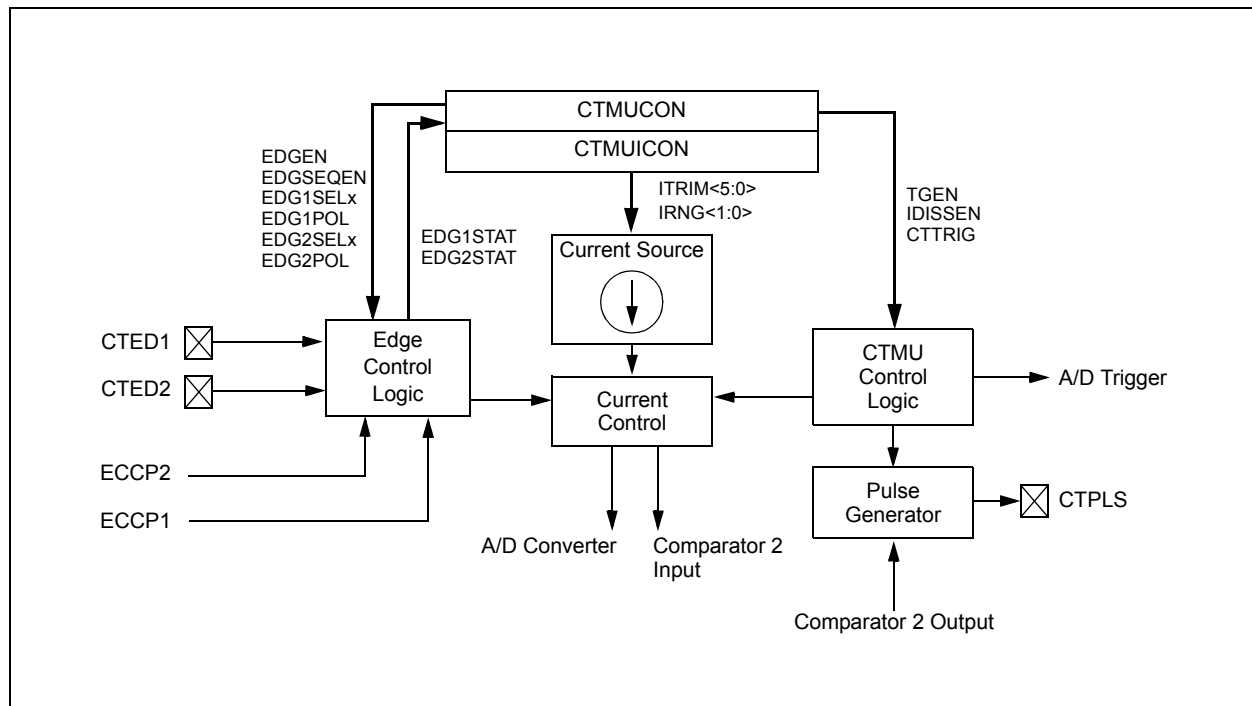 CTMUCON
CTMUICON
EDGEN
EDGSEQEN
EDG1SELx
EDG1POL
EDG2SELx
EDG2POL
EDG1STAT
EDG2STAT
ITRIM<5:0>
IRNG<1:0>
TGEN
IDISSEN
CTTRIG
Current Source
CTED1
CTED2
Edge
Control
Logic
Current
Control
CTMU
Control
Logic
A/D Trigger
ECCP2
ECCP1
Pulse
Generator
CTPLS
A/D Converter
Comparator 2
Input
Comparator 2 Output